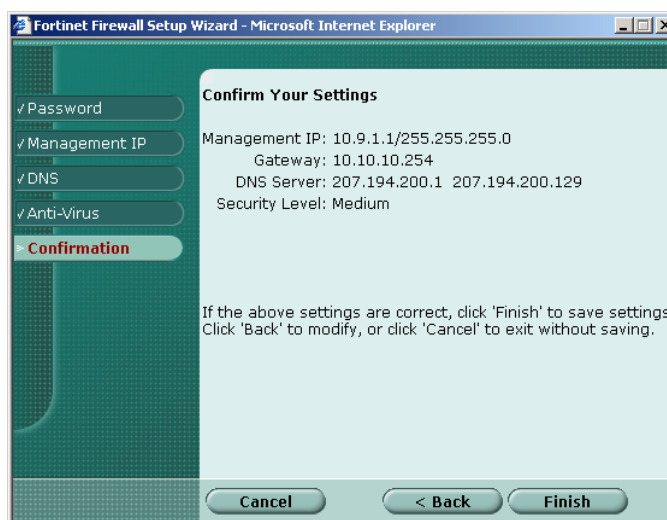 Fortinet Firewall Setup Wizard - Microsoft Internet Explorer
Password
Management IP
DNS
Anti-Virus
Confirmation
Confirm Your Settings
Management IP: 10.9.1.1/255.255.255.0
Gateway: 10.10.10.254
DNS Server: 207.194.200.1 207.194.200.129
Security Level: Medium
If the above settings are correct, click 'Finish' to save settings
Click 'Back' to modify, or click 'Cancel' to exit without saving.
Cancel
< Back
Finish